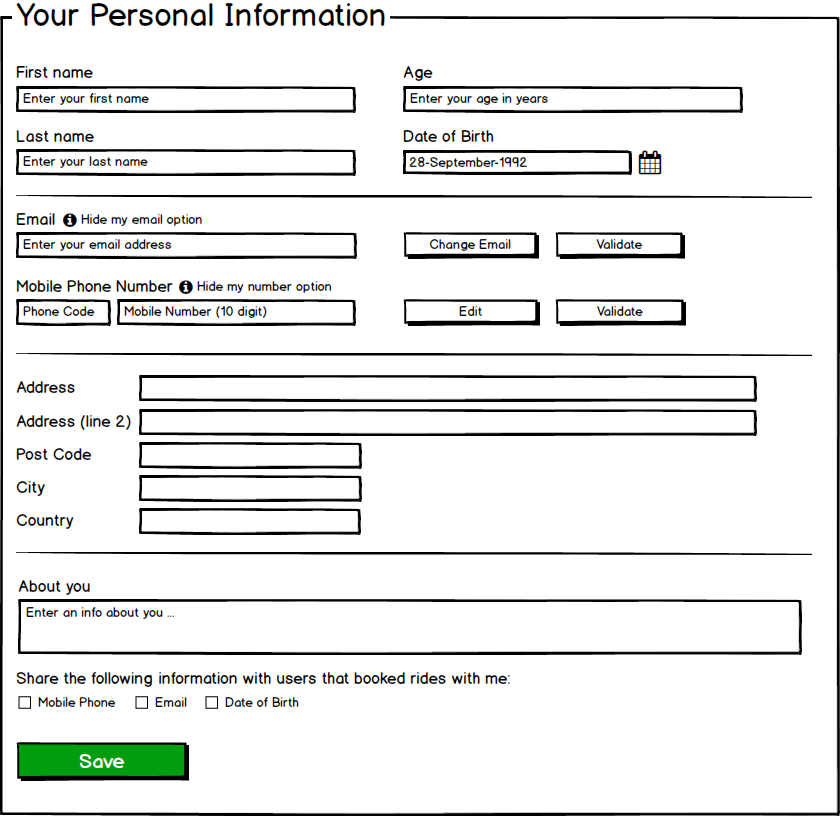 Your Personal Information
First name
Age
Enter your first name
Enter your age in years
Last name
Date of Birth
Enter your last name
28-September-1992
Email i Hide my email option
Enter your email address
Change Email
Validate
Mobile Phone Number i Hide my number option
Phone Code
Mobile Number (10 digit)
Edit
Validate
Address
Address (line 2)
Post Code
City
Country
About you
Enter an info about you ...
Share the following information with users that booked rides with me:
Mobile Phone
Email
Date of Birth
Save